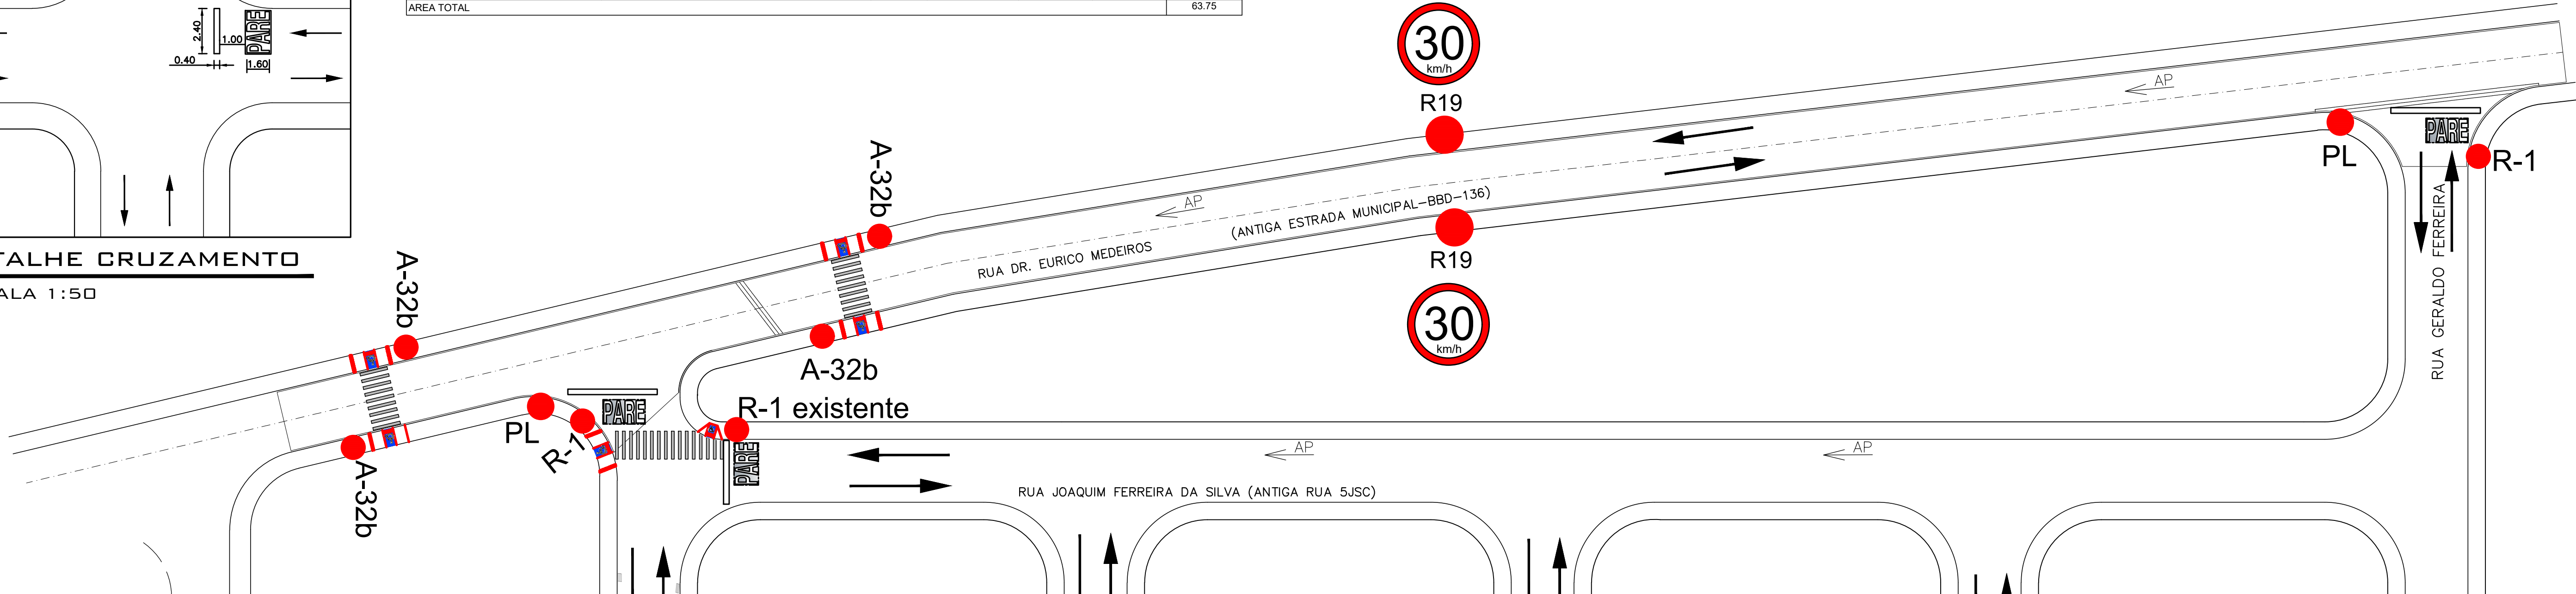 AREA TOTAL 63.75
2.40
1.00
PARE
0.40
1.60
TALHE CRUZAMENTO
ALA 1:50
30
km/h
R19
AP
PARE
PL
R-1
A-32b
AP
(ANTIGA ESTRADA MUNICIPAL-BBD-136)
RUA DR. EURICO MEDEIROS
R19
30
km/h
RUA GERALDO FERREIRA
A-32b
A-32b
R-1 existente
PARE
PL
R-1
PARE
AP
AP
A-32b
RUA JOAQUIM FERREIRA DA SILVA (ANTIGA RUA 5JSC)